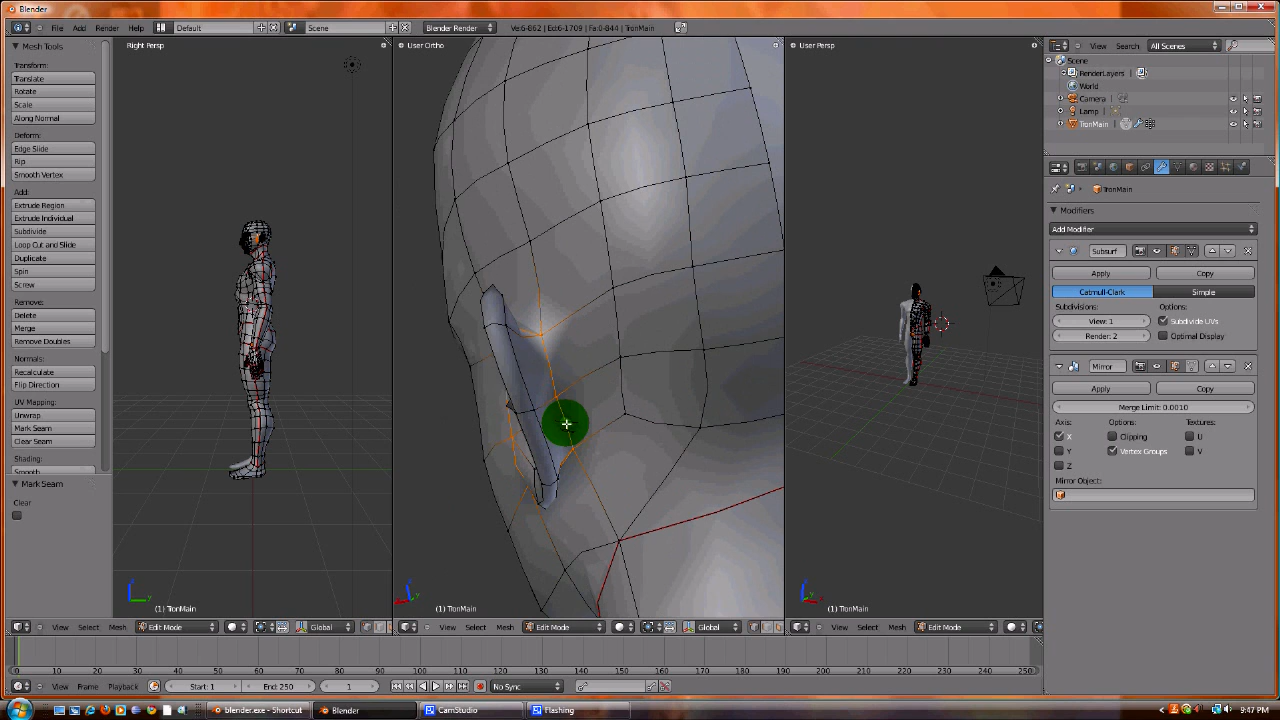 Blender
File Add Render Help Default Scene Blender Render Ve:6-852 | Ed:6-1709 | Fa:0-844 | TronMain
Mesh Tools
Transform:
Translate
Rotate
Scale
Along Normal
Deform:
Edge Slide
Rip
Smooth Vertex
Add:
Extrude Region
Extrude Individual
Subdivide
Loop Cut and Slide
Duplicate
Spin
Screw
Remove:
Delete
Merge
Remove Doubles
Normals:
Recalculate
Flip Direction
UV Mapping:
Unwrap
Mark Seam
Clear Seam
Shading:
Smooth
Mark Seam
Clear
Right Persp
(1) TronMain
View Select Mesh Edit Mode Global
User Ortho
(1) TronMain
View Select Mesh Edit Mode Global
User Persp
(1) TronMain
View Select Mesh Edit Mode
View Search All Scenes
Scene
RenderLayers |
World
Camera |
Lamp |
TronMain |
TronMain
Modifiers
Add Modifier
Subsurf
Apply Copy
Catmull-Clark Simple
Subdivisions: Options:
View: 1 Subdivide UVs
Render: 2 Optimal Display
Mirror
Apply Copy
Merge Limit: 0.0010
Axis: Options: Textures:
X Clipping U
Y Vertex Groups V
Z
Mirror Object:
0 10 20 30 40 50 60 70 80 90 100 110 120 130 140 150 160 170 180 190 200 210 220 230 240 250
View Frame Playback Start: 1 End: 250 1 No Sync
blender.exe - Shortcut Blender CamStudio Flashing 9:47 PM